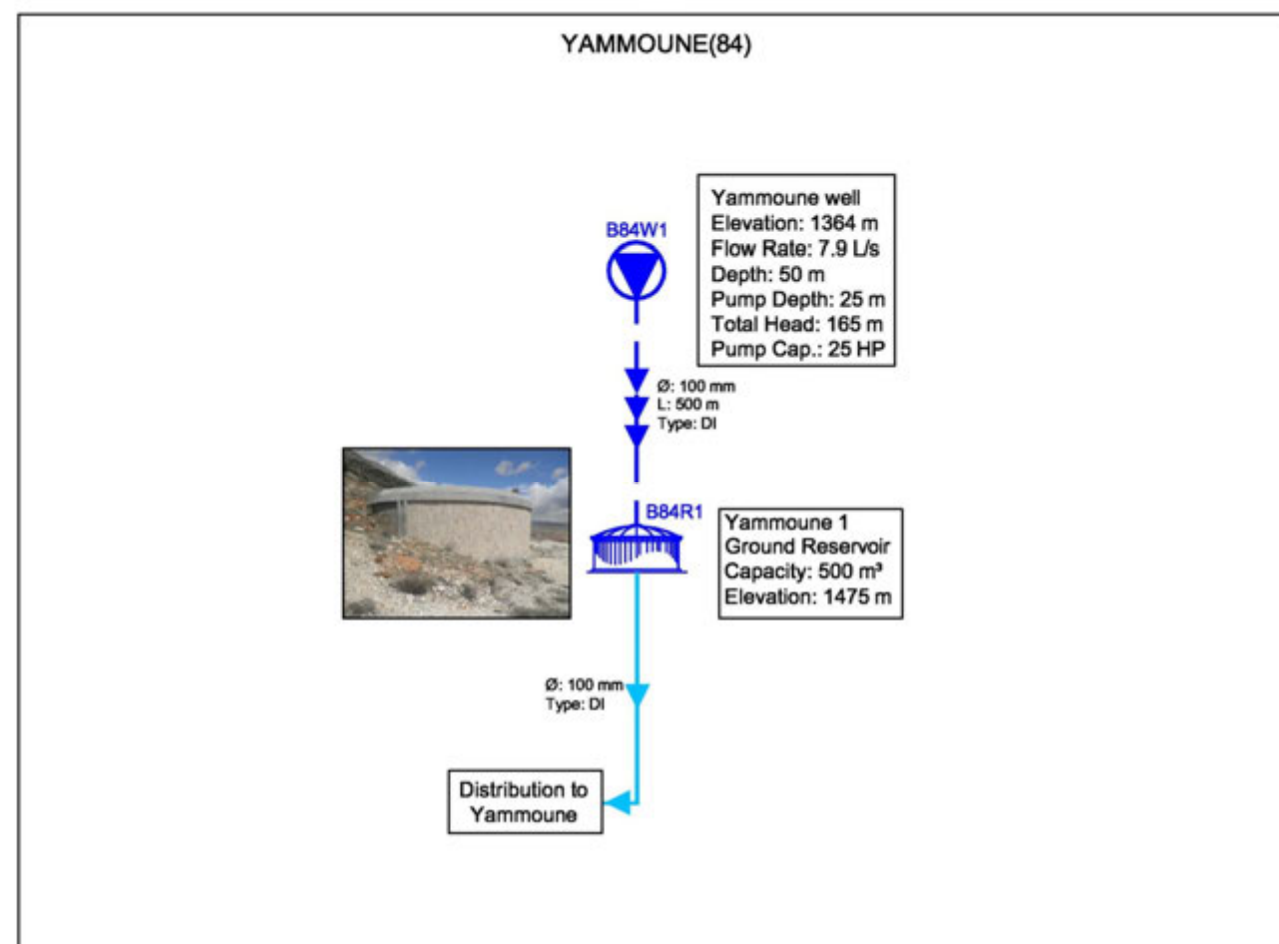 YAMMOUNE(84)
B84W1
Yammoune well
Elevation: 1364 m
Flow Rate: 7.9 L/s
Depth: 50 m
Pump Depth: 25 m
Total Head: 165 m
Pump Cap.: 25 HP
Ø: 100 mm
L: 500 m
Type: DI
B84R1
Yammoune 1
Ground Reservoir
Capacity: 500 m³
Elevation: 1475 m
Ø: 100 mm
Type: DI
Distribution to
Yammoune